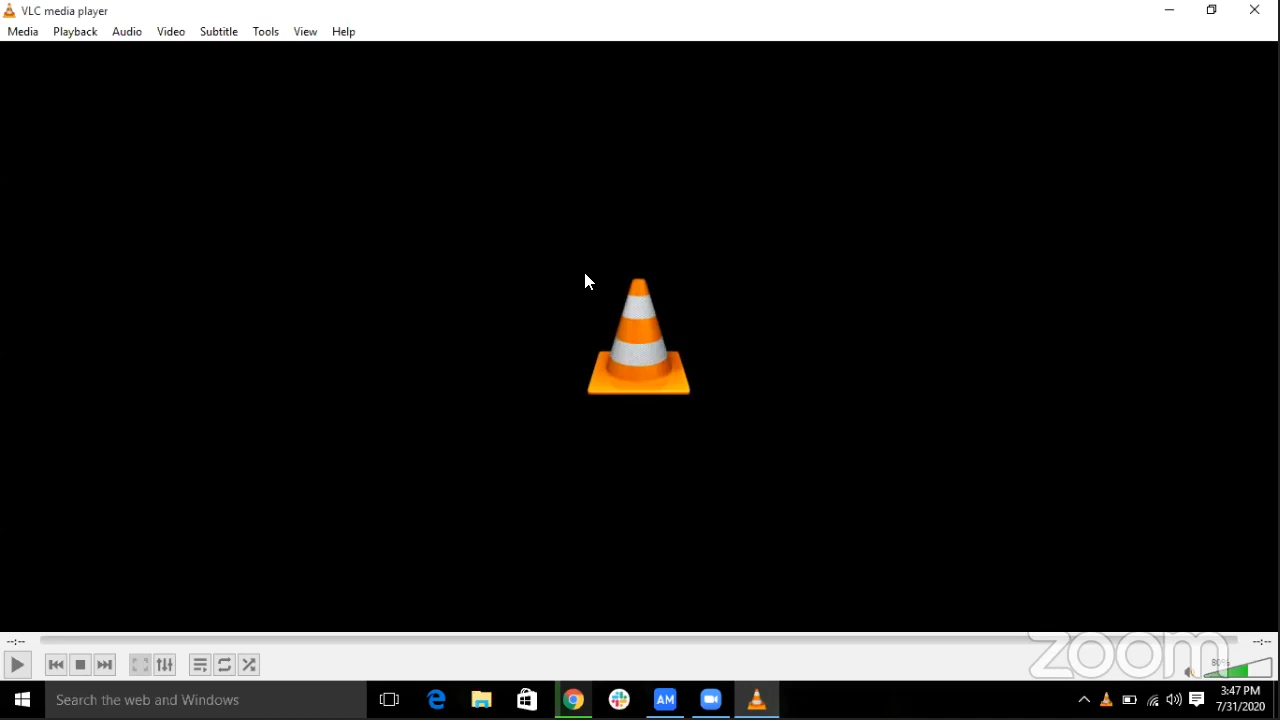 VLC media player
Media Playback Audio Video Subtitle Tools View Help
--:-- --:--
zoom
80%
Search the web and Windows
AM
3:47 PM
7/31/2020